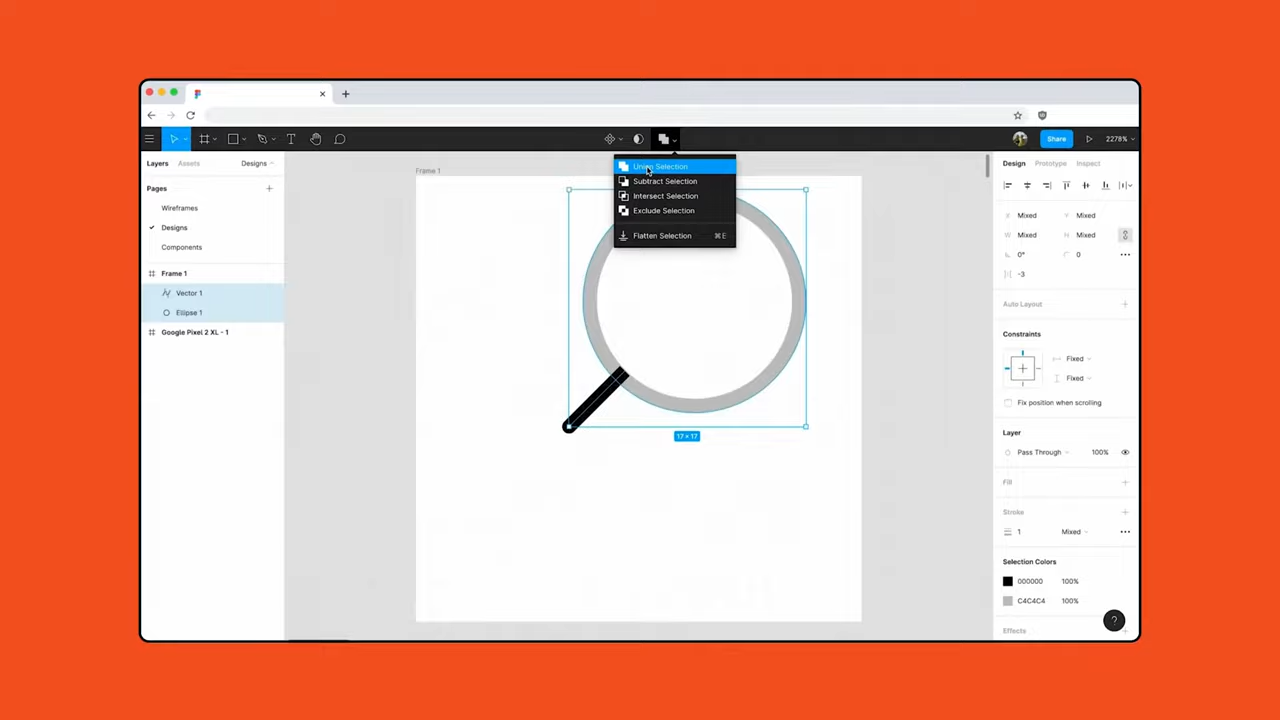 Share
2278%
Layers
Assets
Designs
Pages
Wireframes
Designs
Components
Frame 1
Vector 1
Ellipse 1
Google Pixel 2 XL - 1
Frame 1
Union Selection
Subtract Selection
Intersect Selection
Exclude Selection
Flatten Selection ⌘E
17 × 17
Design Prototype Inspect
X Mixed Y Mixed
W Mixed H Mixed
0° 0
-3
Auto Layout
Constraints
Fixed
Fixed
Fix position when scrolling
Layer
Pass Through 100%
Fill
Stroke
1 Mixed
Selection Colors
000000 100%
C4C4C4 100%
Effects
?